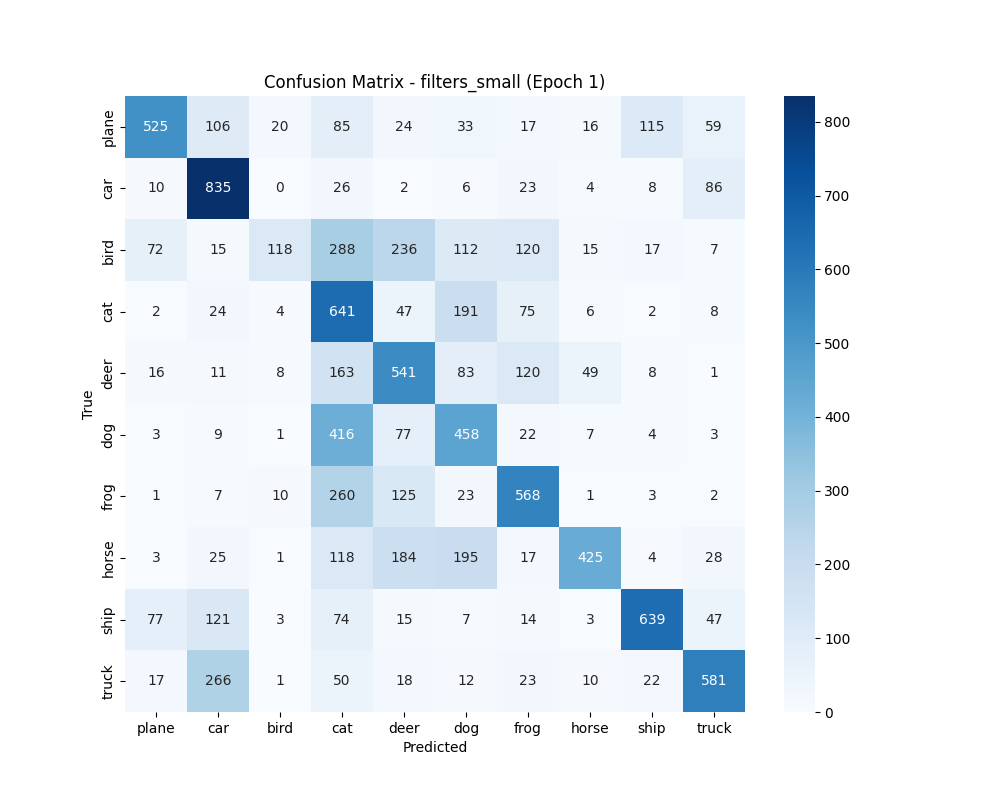 Confusion Matrix - filters_small (Epoch 1)
plane 525 106 20 85 24 33 17 16 115 59
car 10 835 0 26 2 6 23 4 8 86
bird 72 15 118 288 236 112 120 15 17 7
cat 2 24 4 641 47 191 75 6 2 8
deer 16 11 8 163 541 83 120 49 8 1
dog 3 9 1 416 77 458 22 7 4 3
frog 1 7 10 260 125 23 568 1 3 2
horse 3 25 1 118 184 195 17 425 4 28
ship 77 121 3 74 15 7 14 3 639 47
truck 17 266 1 50 18 12 23 10 22 581
True
plane car bird cat deer dog frog horse ship truck
Predicted
800
700
600
500
400
300
200
100
0